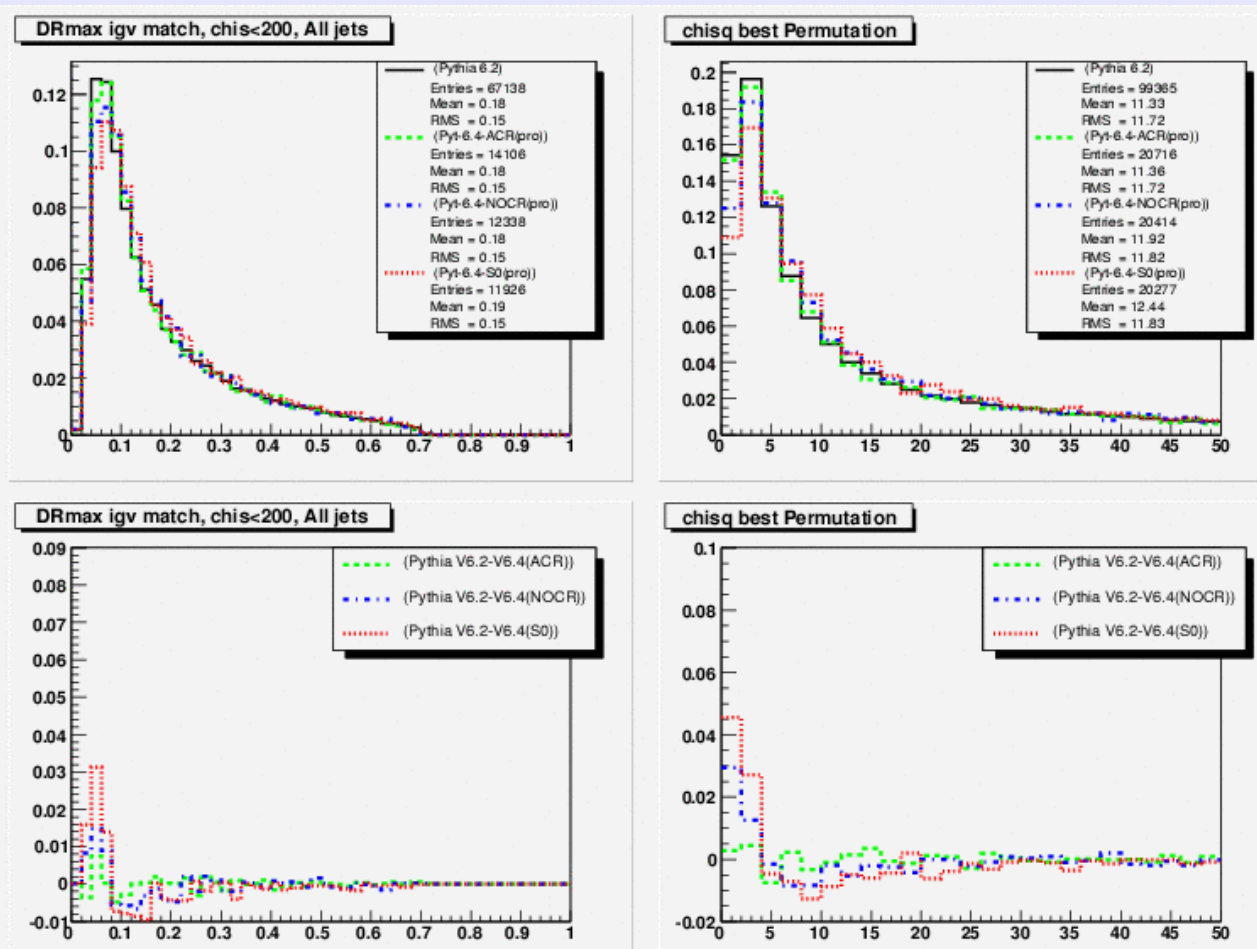 DRmax igv match, chis<200, All jets
(Pythia 6.2)
Entries = 67138
Mean = 0.18
RMS = 0.15
(Pyt-6.4-ACR(pro))
Entries = 14106
Mean = 0.18
RMS = 0.15
(Pyt-6.4-NOCR(pro))
Entries = 12338
Mean = 0.18
RMS = 0.15
(Pyt-6.4-S0(pro))
Entries = 11926
Mean = 0.19
RMS = 0.15
0.12
0.1
0.08
0.06
0.04
0.02
0
0 0.1 0.2 0.3 0.4 0.5 0.6 0.7 0.8 0.9 1
chisq best Permutation
(Pythia 6.2)
Entries = 99365
Mean = 11.33
RMS = 11.72
(Pyt-6.4-ACR(pro))
Entries = 20716
Mean = 11.36
RMS = 11.72
(Pyt-6.4-NOCR(pro))
Entries = 20414
Mean = 11.92
RMS = 11.82
(Pyt-6.4-S0(pro))
Entries = 20277
Mean = 12.44
RMS = 11.83
0.2
0.18
0.16
0.14
0.12
0.1
0.08
0.06
0.04
0.02
0
0 5 10 15 20 25 30 35 40 45 50
DRmax igv match, chis<200, All jets
(Pythia V6.2-V6.4(ACR))
(Pythia V6.2-V6.4(NOCR))
(Pythia V6.2-V6.4(S0))
0.09
0.08
0.07
0.06
0.05
0.04
0.03
0.02
0.01
0
-0.01
0 0.1 0.2 0.3 0.4 0.5 0.6 0.7 0.8 0.9 1
chisq best Permutation
(Pythia V6.2-V6.4(ACR))
(Pythia V6.2-V6.4(NOCR))
(Pythia V6.2-V6.4(S0))
0.1
0.08
0.06
0.04
0.02
0
-0.02
0 5 10 15 20 25 30 35 40 45 50